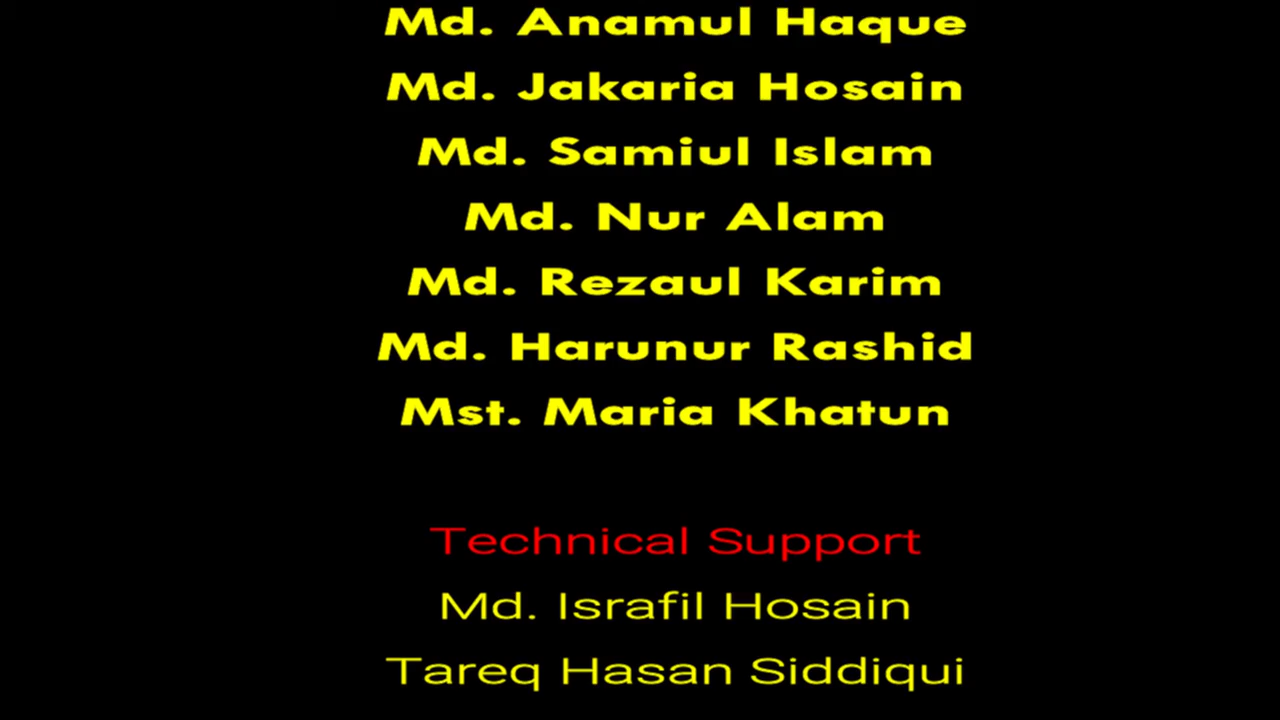 Md. Anamul Haque
Md. Jakaria Hosain
Md. Samiul Islam
Md. Nur Alam
Md. Rezaul Karim
Md. Harunur Rashid
Mst. Maria Khatun
Technical Support
Md. Israfil Hosain
Tareq Hasan Siddiqui